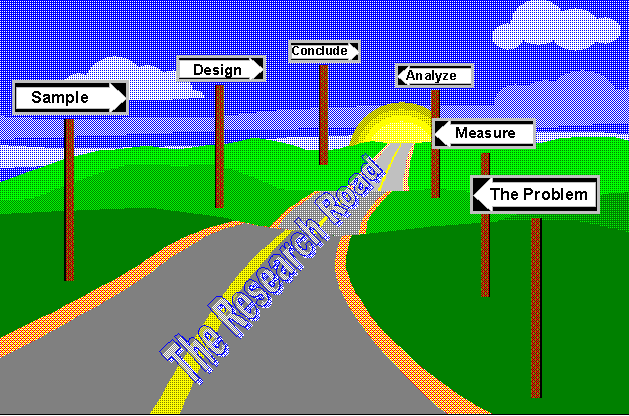 Conclude
Design
Analyze
Sample
Measure
The Problem
The Research Road